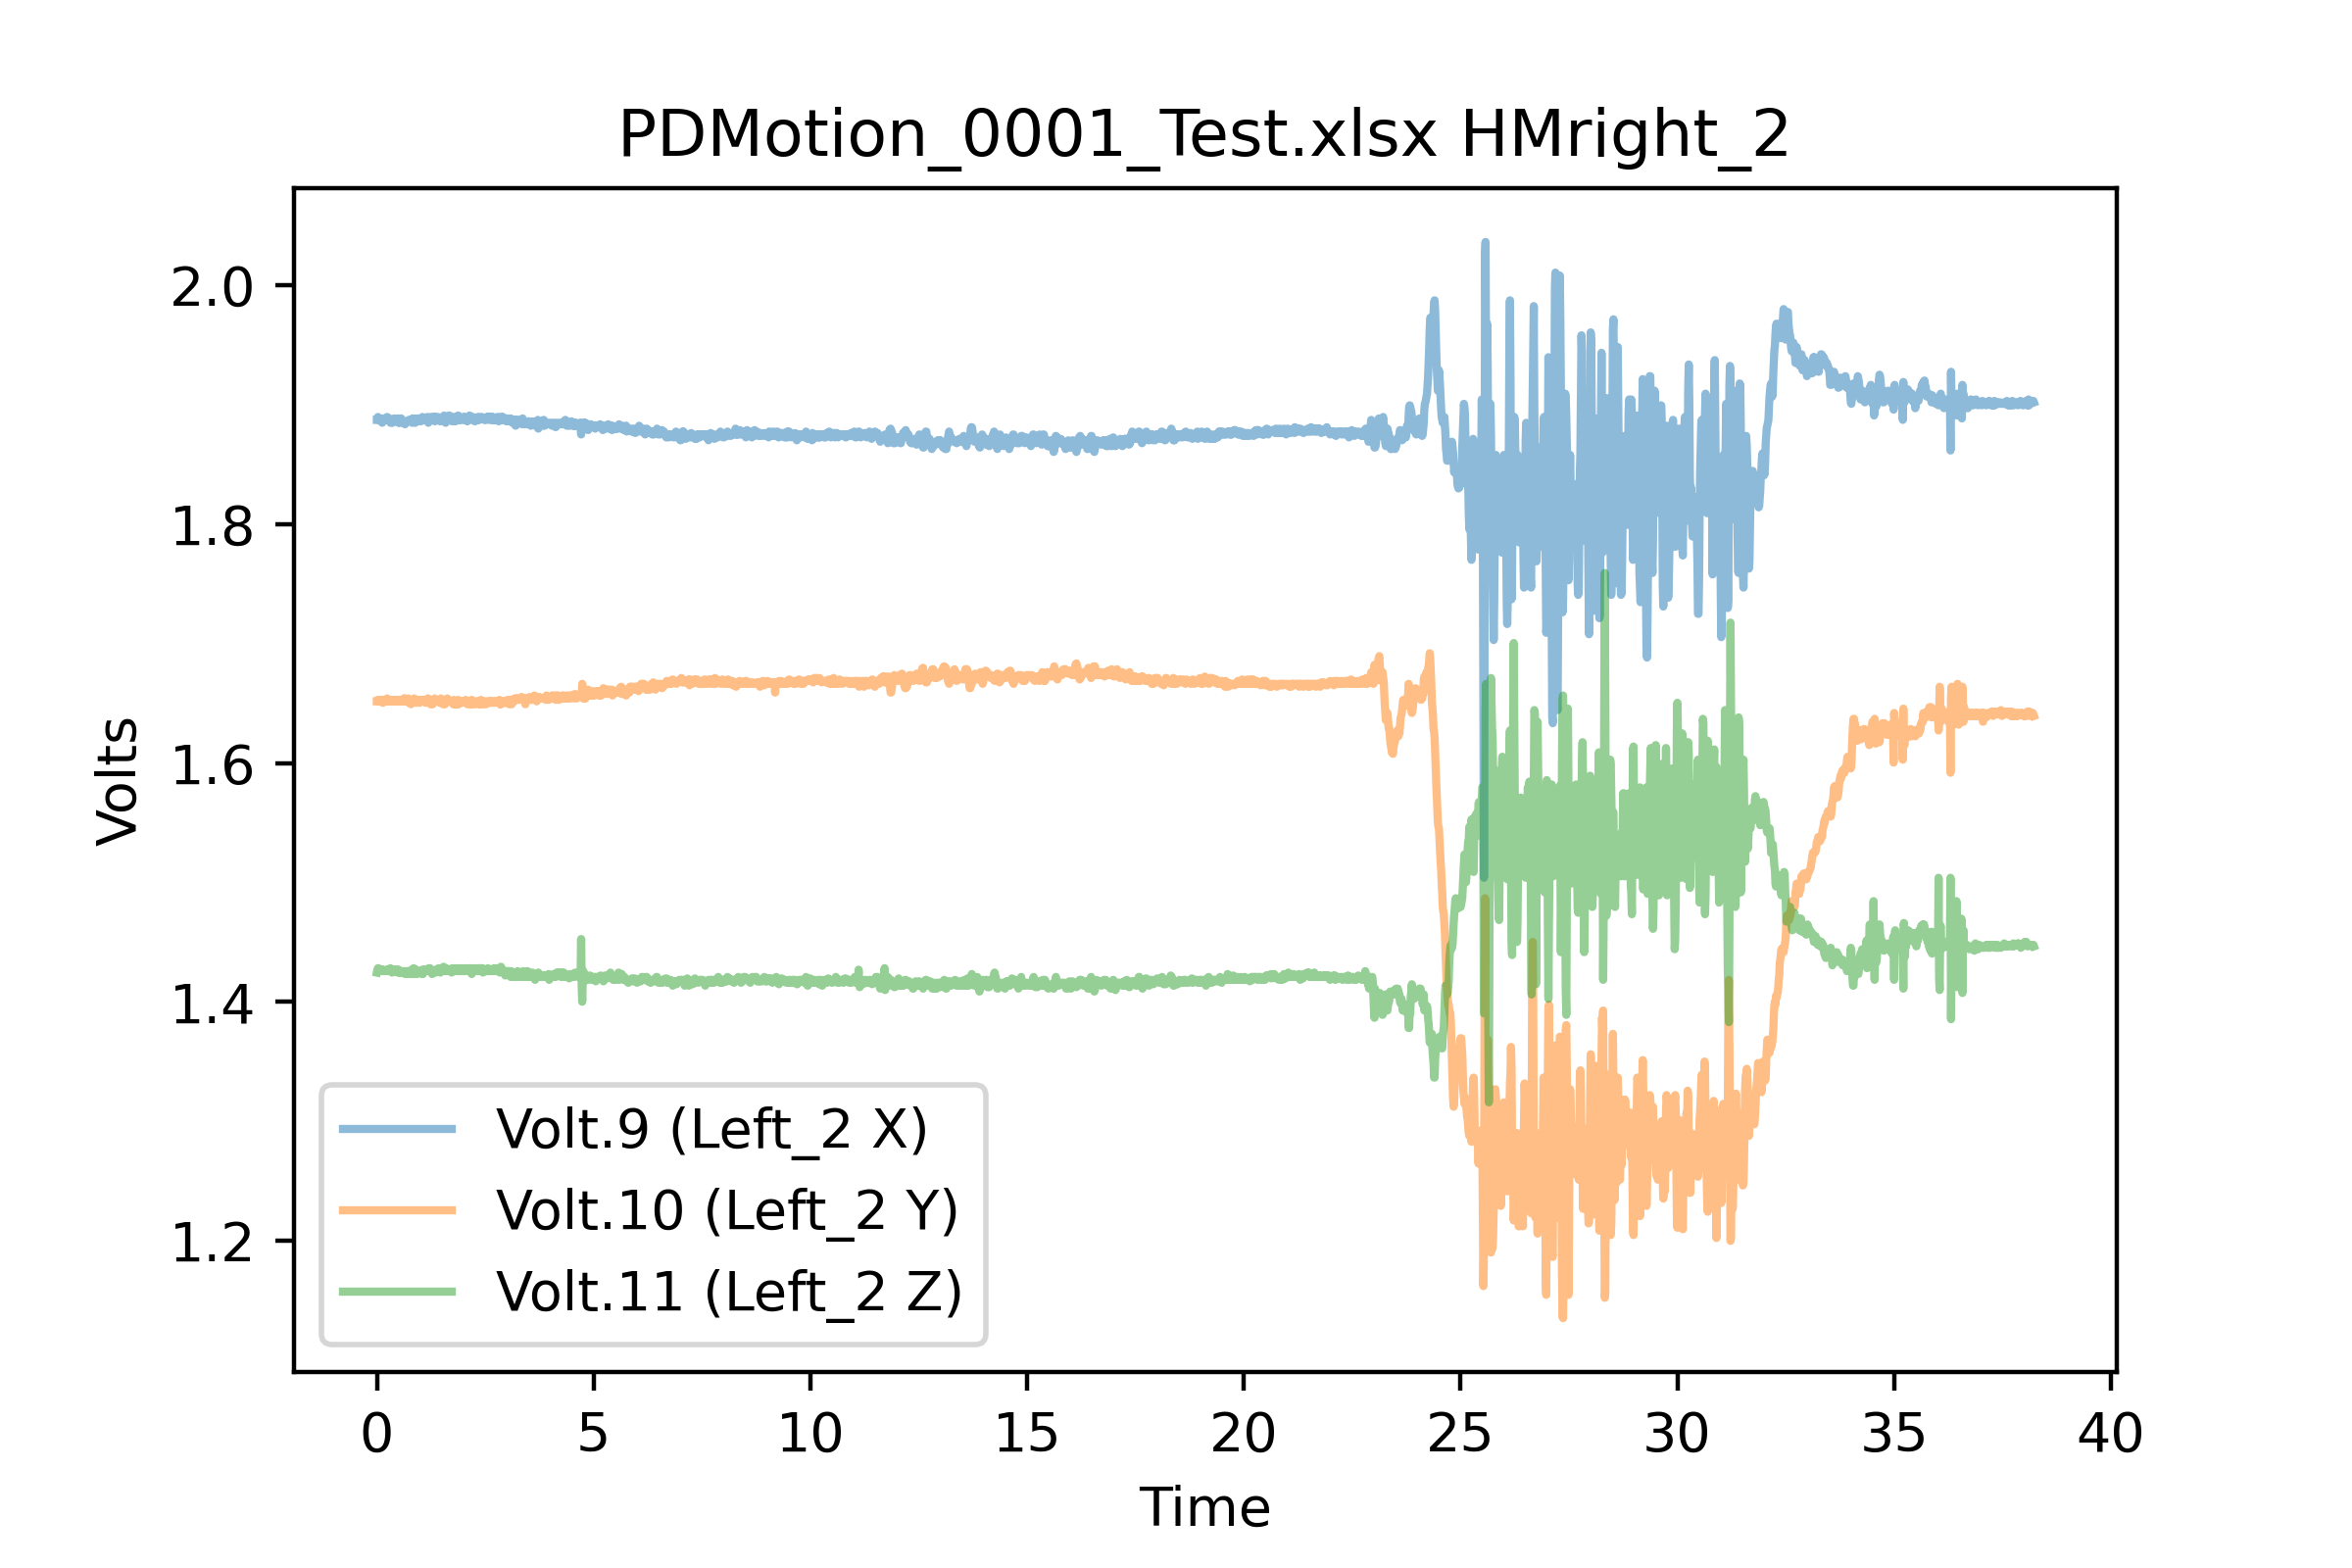 PDMotion_0001_Test.xlsx HMright_2
2.0
1.8
1.6
1.4
1.2
Volts
Volt.9 (Left_2 X)
Volt.10 (Left_2 Y)
Volt.11 (Left_2 Z)
0 5 10 15 20 25 30 35 40
Time